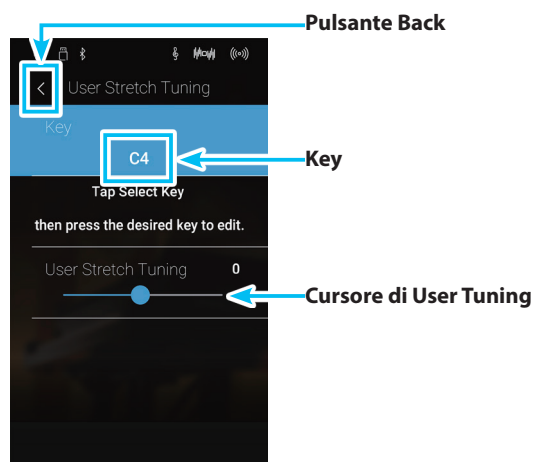 Pulsante Back
User Stretch Tuning
Key
C4
Key
Tap Select Key
then press the desired key to edit.
User Stretch Tuning 0
Cursore di User Tuning